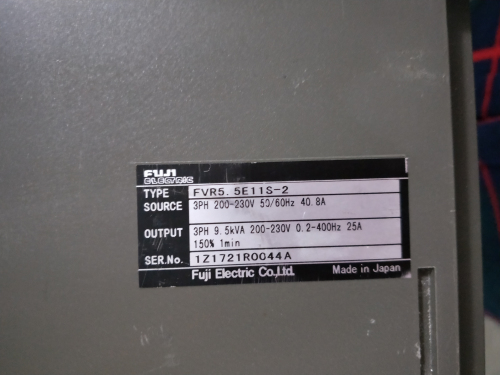 FUJI
ELECTRIC
TYPE FVR5.5E11S-2
SOURCE 3PH 200-230V 50/60Hz 40.8A
OUTPUT 3PH 9.5kVA 200-230V 0.2-400Hz 25A
150% 1min
SER.No. 1Z1721R0044A
Fuji Electric Co.,Ltd. Made in Japan